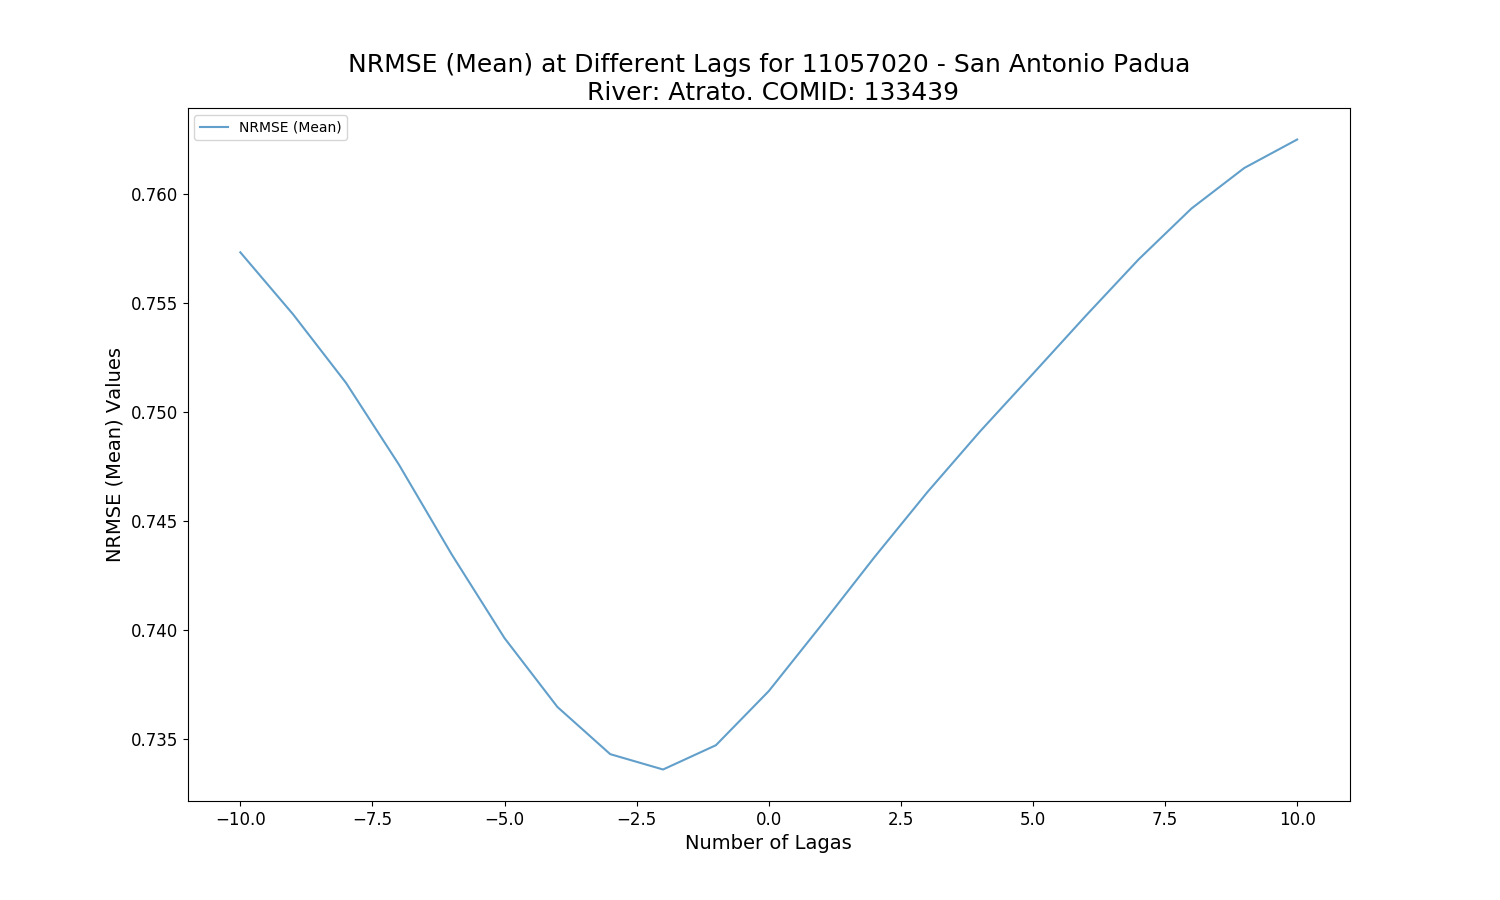 NRMSE (Mean) at Different Lags for 11057020 - San Antonio Padua
River: Atrato. COMID: 133439
NRMSE (Mean)
0.760
0.755
0.750
0.745
0.740
0.735
NRMSE (Mean) Values
−10.0 −7.5 −5.0 −2.5 0.0 2.5 5.0 7.5 10.0
Number of Lagas